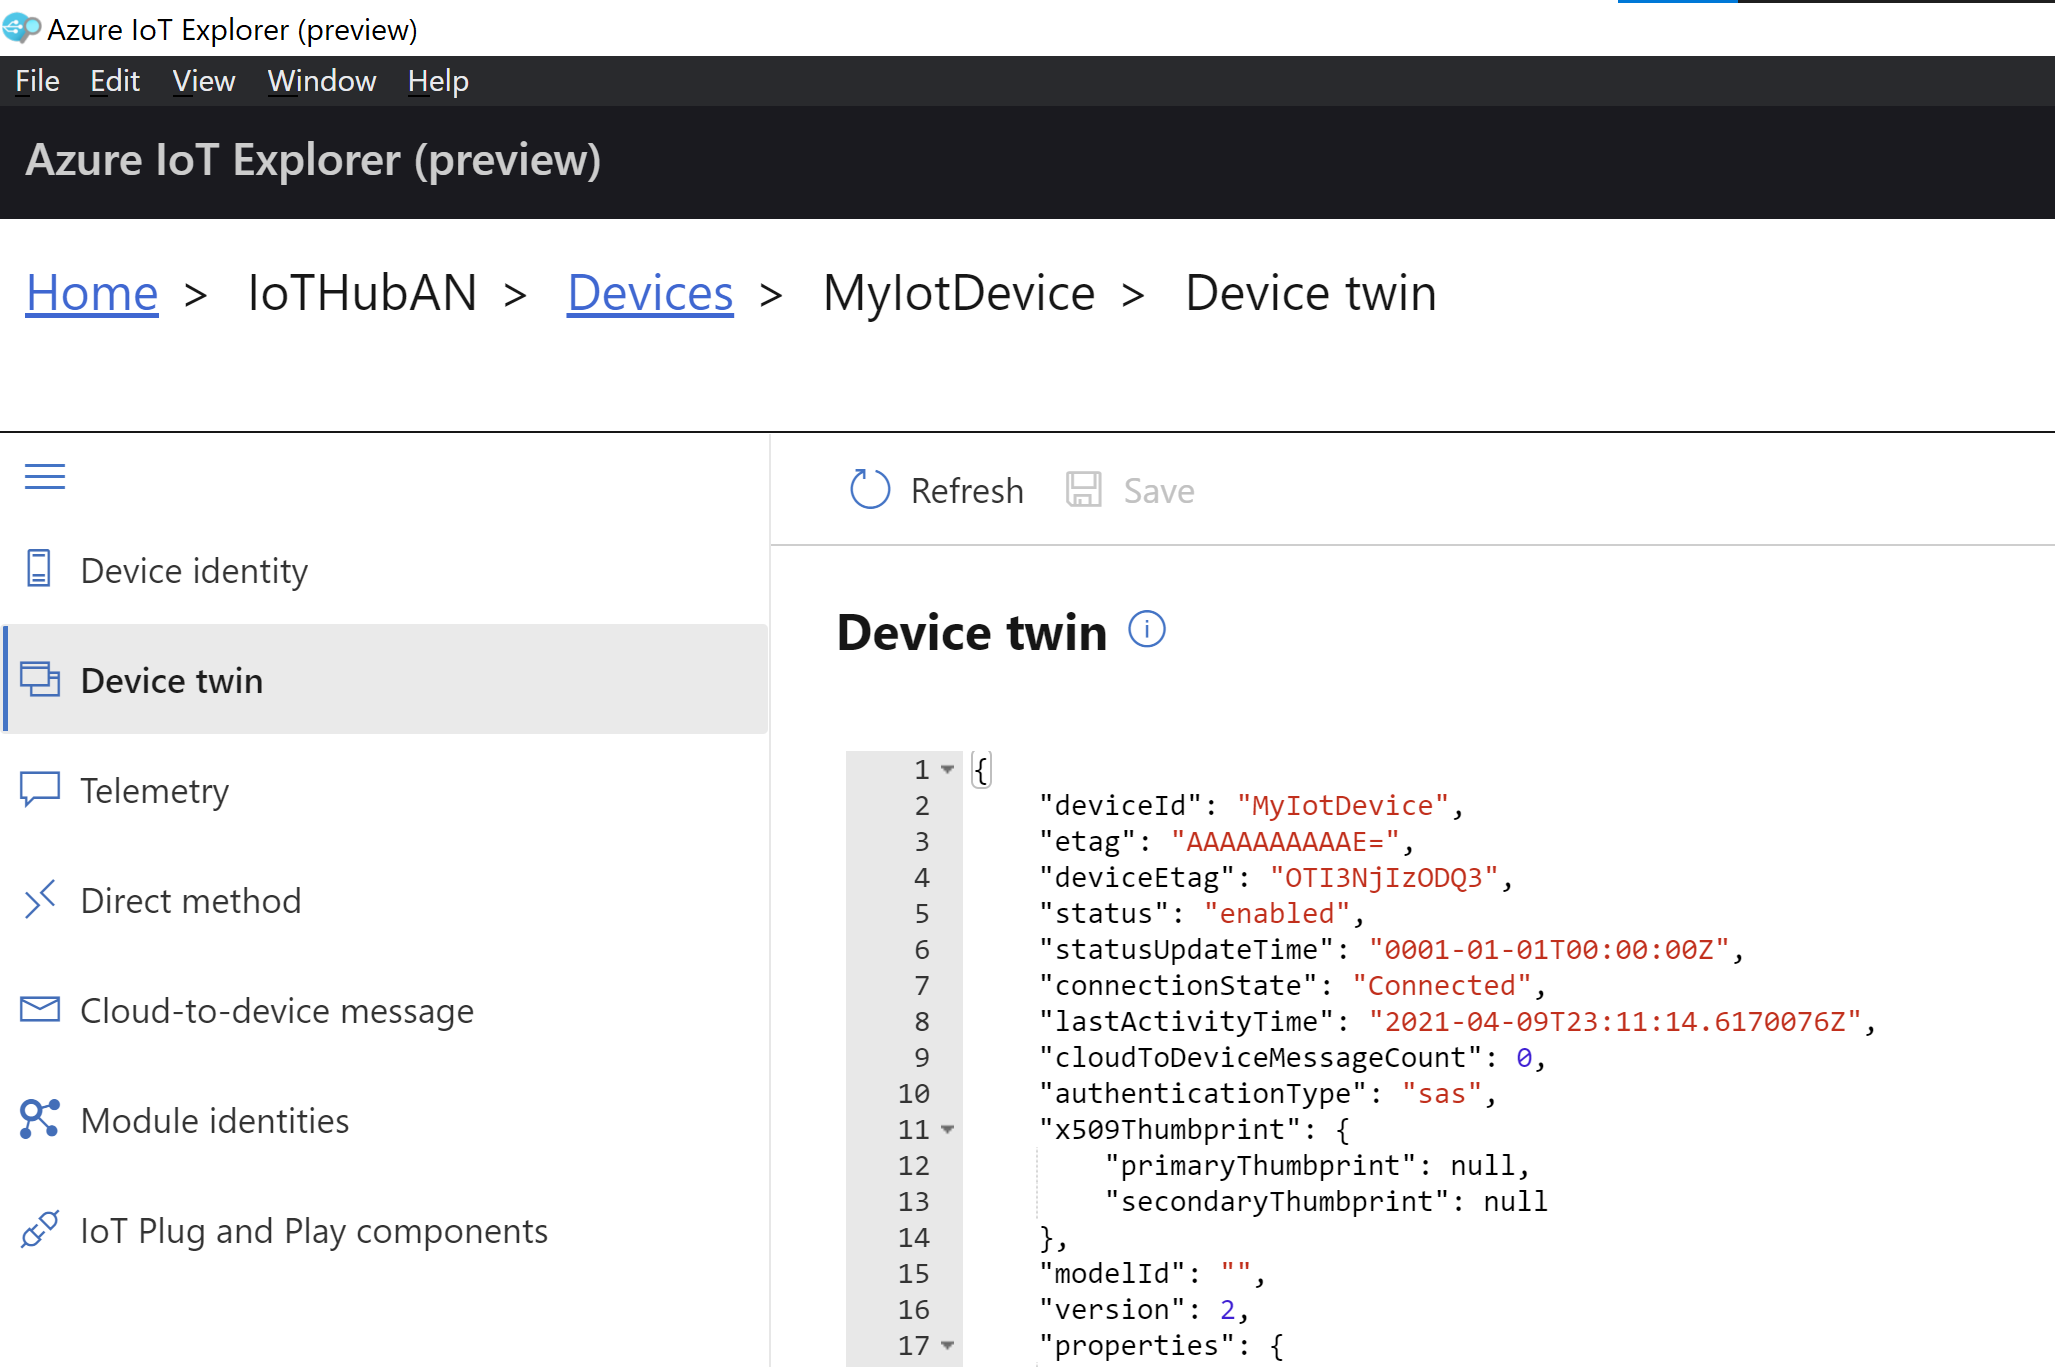 Azure IoT Explorer (preview)
File Edit View Window Help
Azure IoT Explorer (preview)
Home > IoTHubAN > Devices > MyIotDevice > Device twin
Refresh Save
Device identity
Device twin
Telemetry
Direct method
Cloud-to-device message
Module identities
IoT Plug and Play components
Device twin
1 {
2 "deviceId": "MyIotDevice",
3 "etag": "AAAAAAAAAAE=",
4 "deviceEtag": "OTI3NjIzODQ3",
5 "status": "enabled",
6 "statusUpdateTime": "0001-01-01T00:00:00Z",
7 "connectionState": "Connected",
8 "lastActivityTime": "2021-04-09T23:11:14.6170076Z",
9 "cloudToDeviceMessageCount": 0,
10 "authenticationType": "sas",
11 "x509Thumbprint": {
12 "primaryThumbprint": null,
13 "secondaryThumbprint": null
14 },
15 "modelId": "",
16 "version": 2,
17 "properties": {